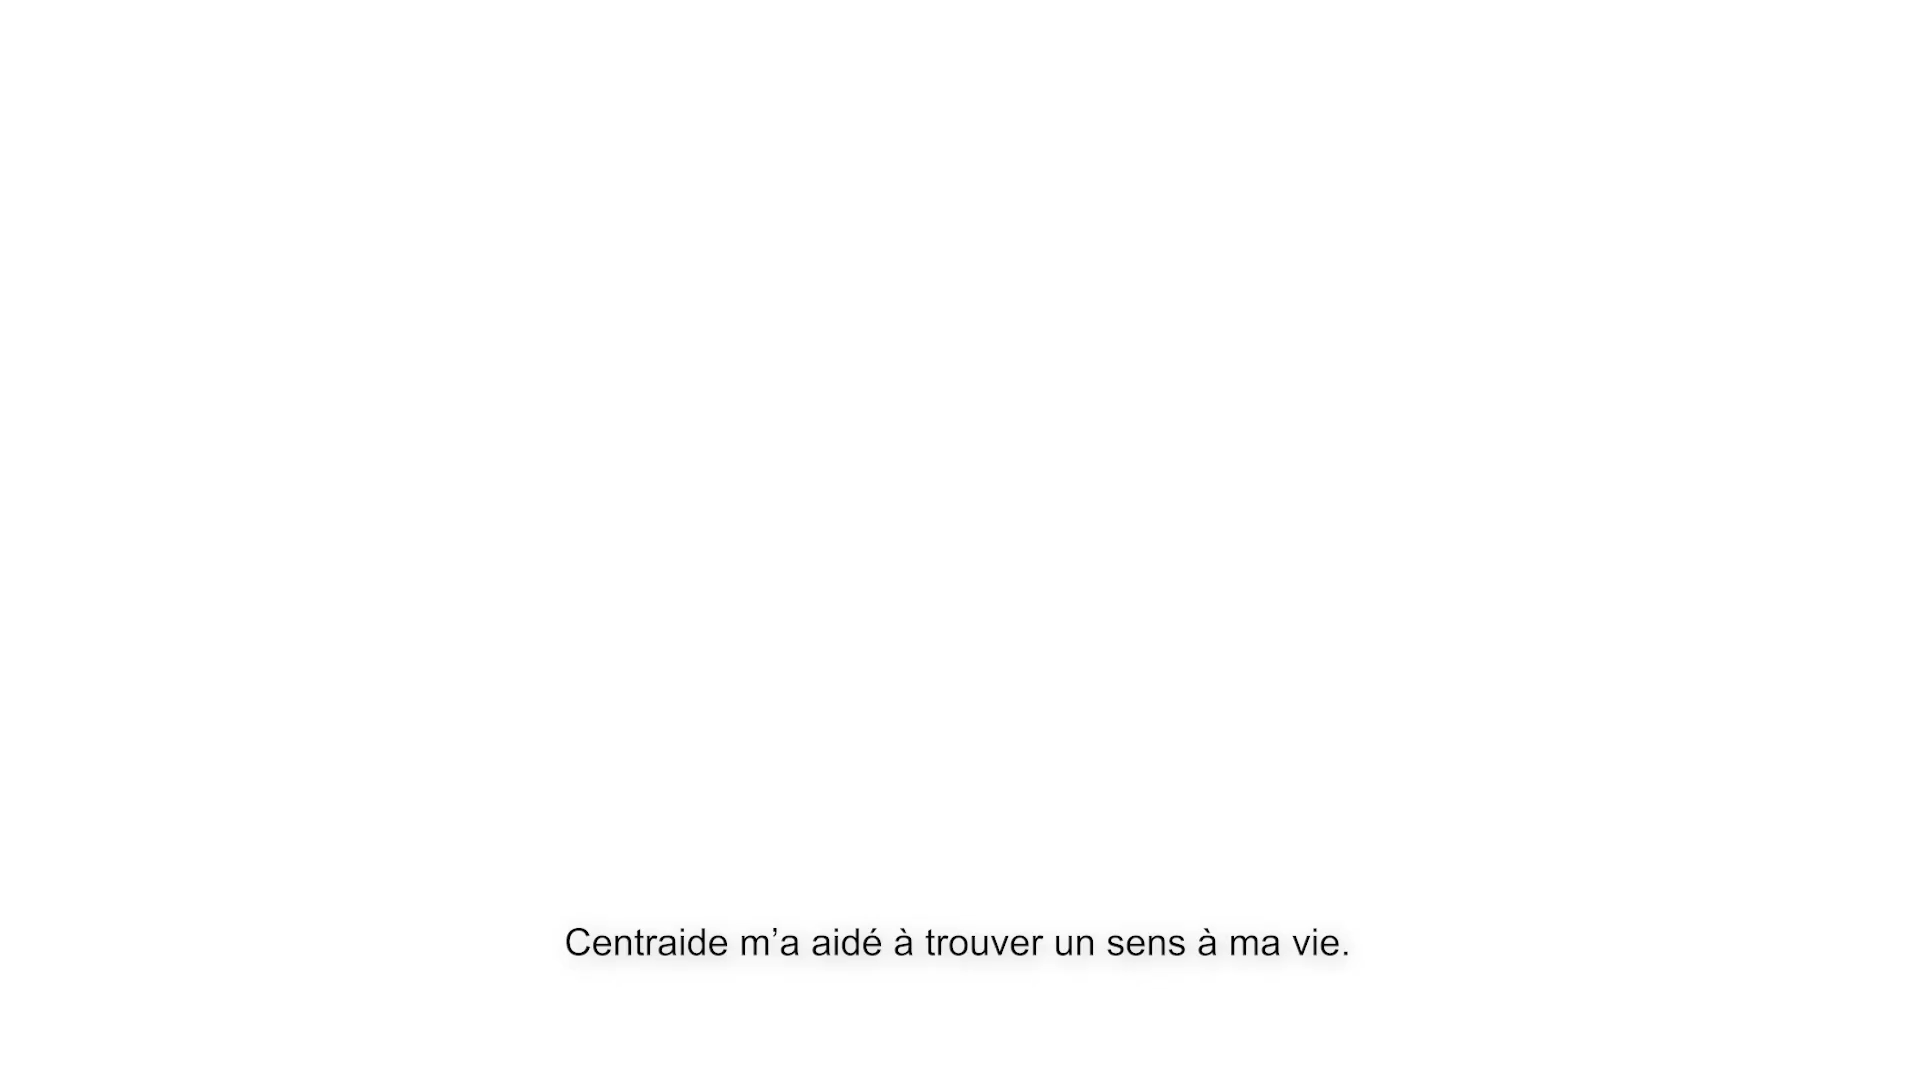 Centraide m’a aidé à trouver un sens à ma vie.